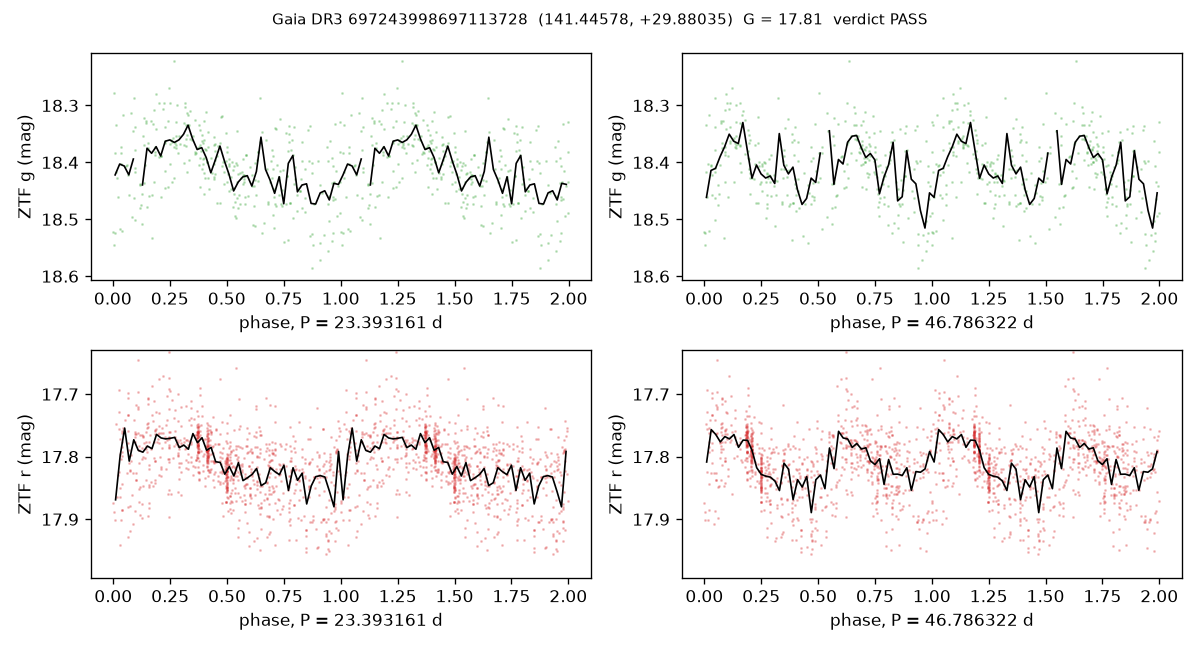 Gaia DR3 697243998697113728 (141.44578, +29.88035) G = 17.81 verdict PASS
ZTF g (mag)
18.3
18.4
18.5
18.6
0.00 0.25 0.50 0.75 1.00 1.25 1.50 1.75 2.00
phase, P = 23.393161 d
ZTF g (mag)
18.3
18.4
18.5
18.6
0.00 0.25 0.50 0.75 1.00 1.25 1.50 1.75 2.00
phase, P = 46.786322 d
ZTF r (mag)
17.7
17.8
17.9
0.00 0.25 0.50 0.75 1.00 1.25 1.50 1.75 2.00
phase, P = 23.393161 d
ZTF r (mag)
17.7
17.8
17.9
0.00 0.25 0.50 0.75 1.00 1.25 1.50 1.75 2.00
phase, P = 46.786322 d